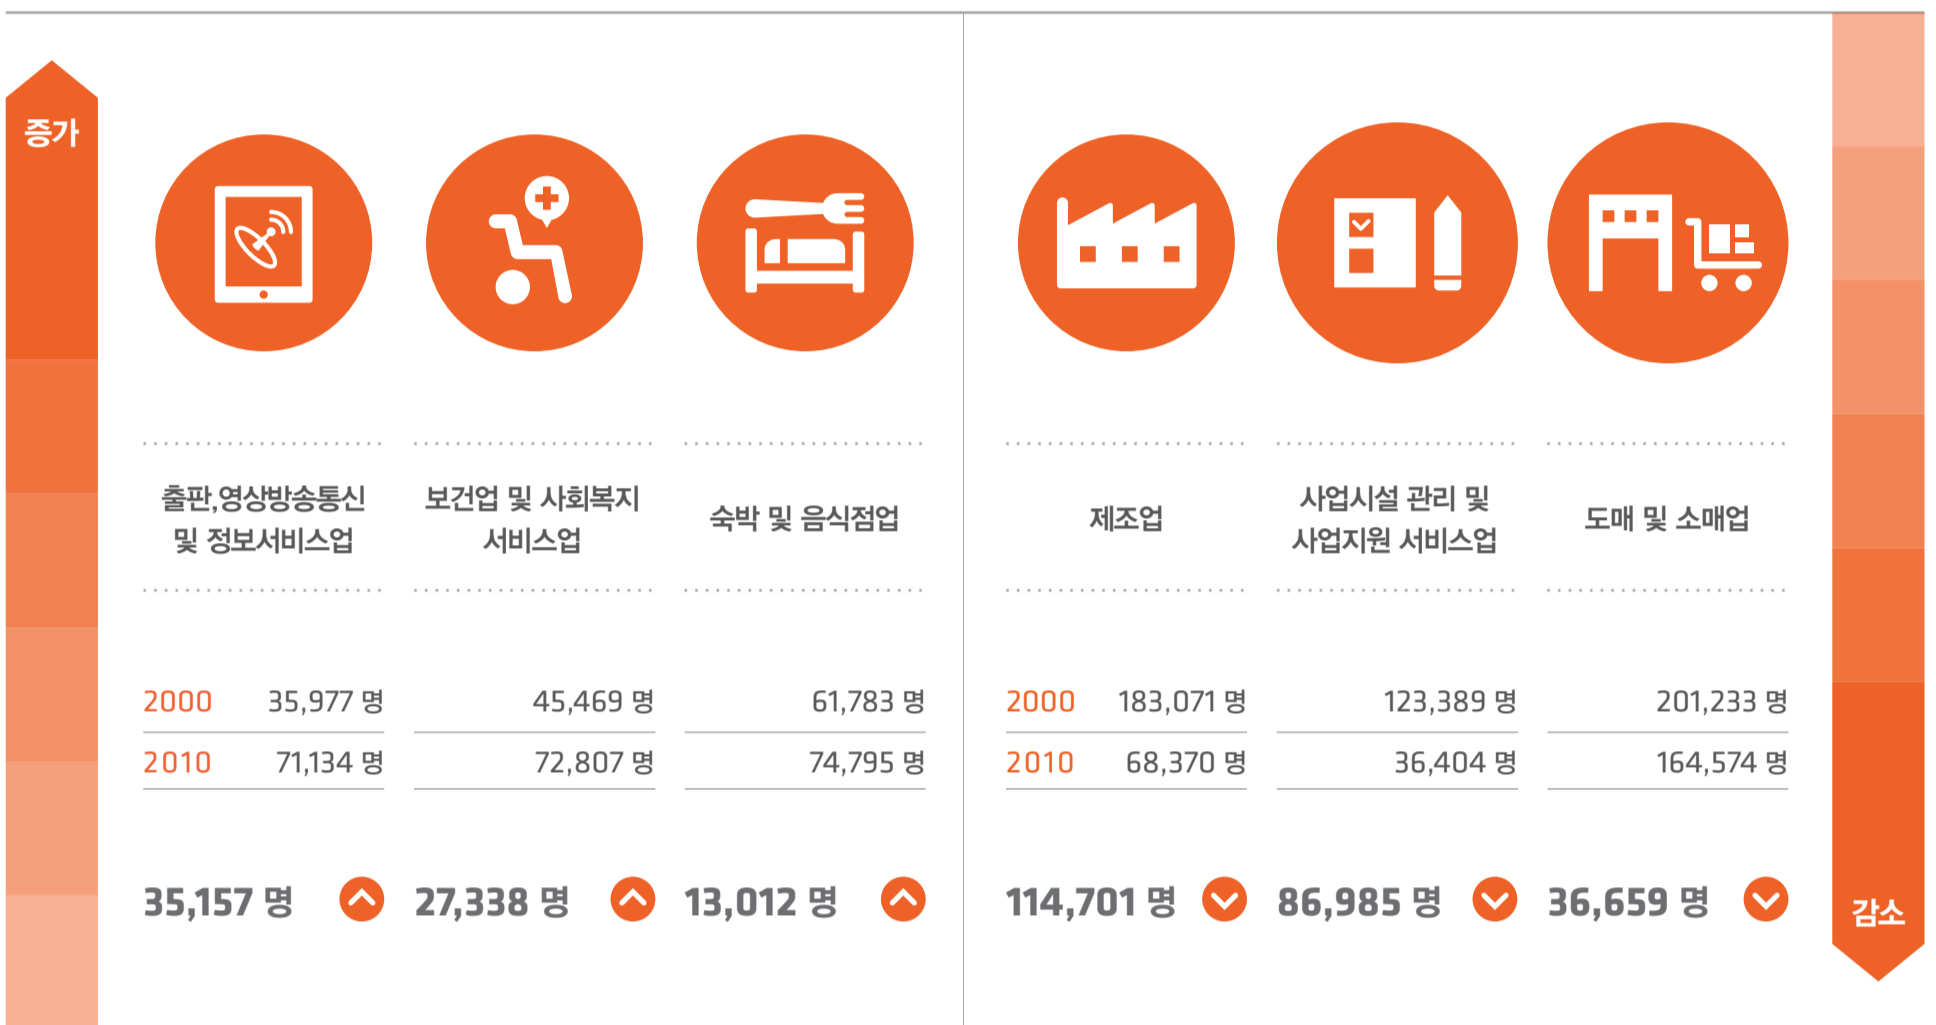 증가
출판,영상방송통신
및 정보서비스업
보건업 및 사회복지
서비스업
숙박 및 음식점업
2000 35,977 명 45,469 명 61,783 명
2010 71,134 명 72,807 명 74,795 명
35,157 명 27,338 명 13,012 명
제조업
사업시설 관리 및
사업지원 서비스업
도매 및 소매업
2000 183,071 명 123,389 명 201,233 명
2010 68,370 명 36,404 명 164,574 명
114,701 명 86,985 명 36,659 명
감소